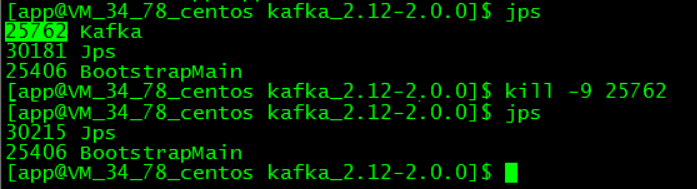 [app@VM_34_78_centos kafka_2.12-2.0.0]$ jps
25762 Kafka
30181 Jps
25406 BootstrapMain
[app@VM_34_78_centos kafka_2.12-2.0.0]$ kill -9 25762
[app@VM_34_78_centos kafka_2.12-2.0.0]$ jps
30215 Jps
25406 BootstrapMain
[app@VM_34_78_centos kafka_2.12-2.0.0]$